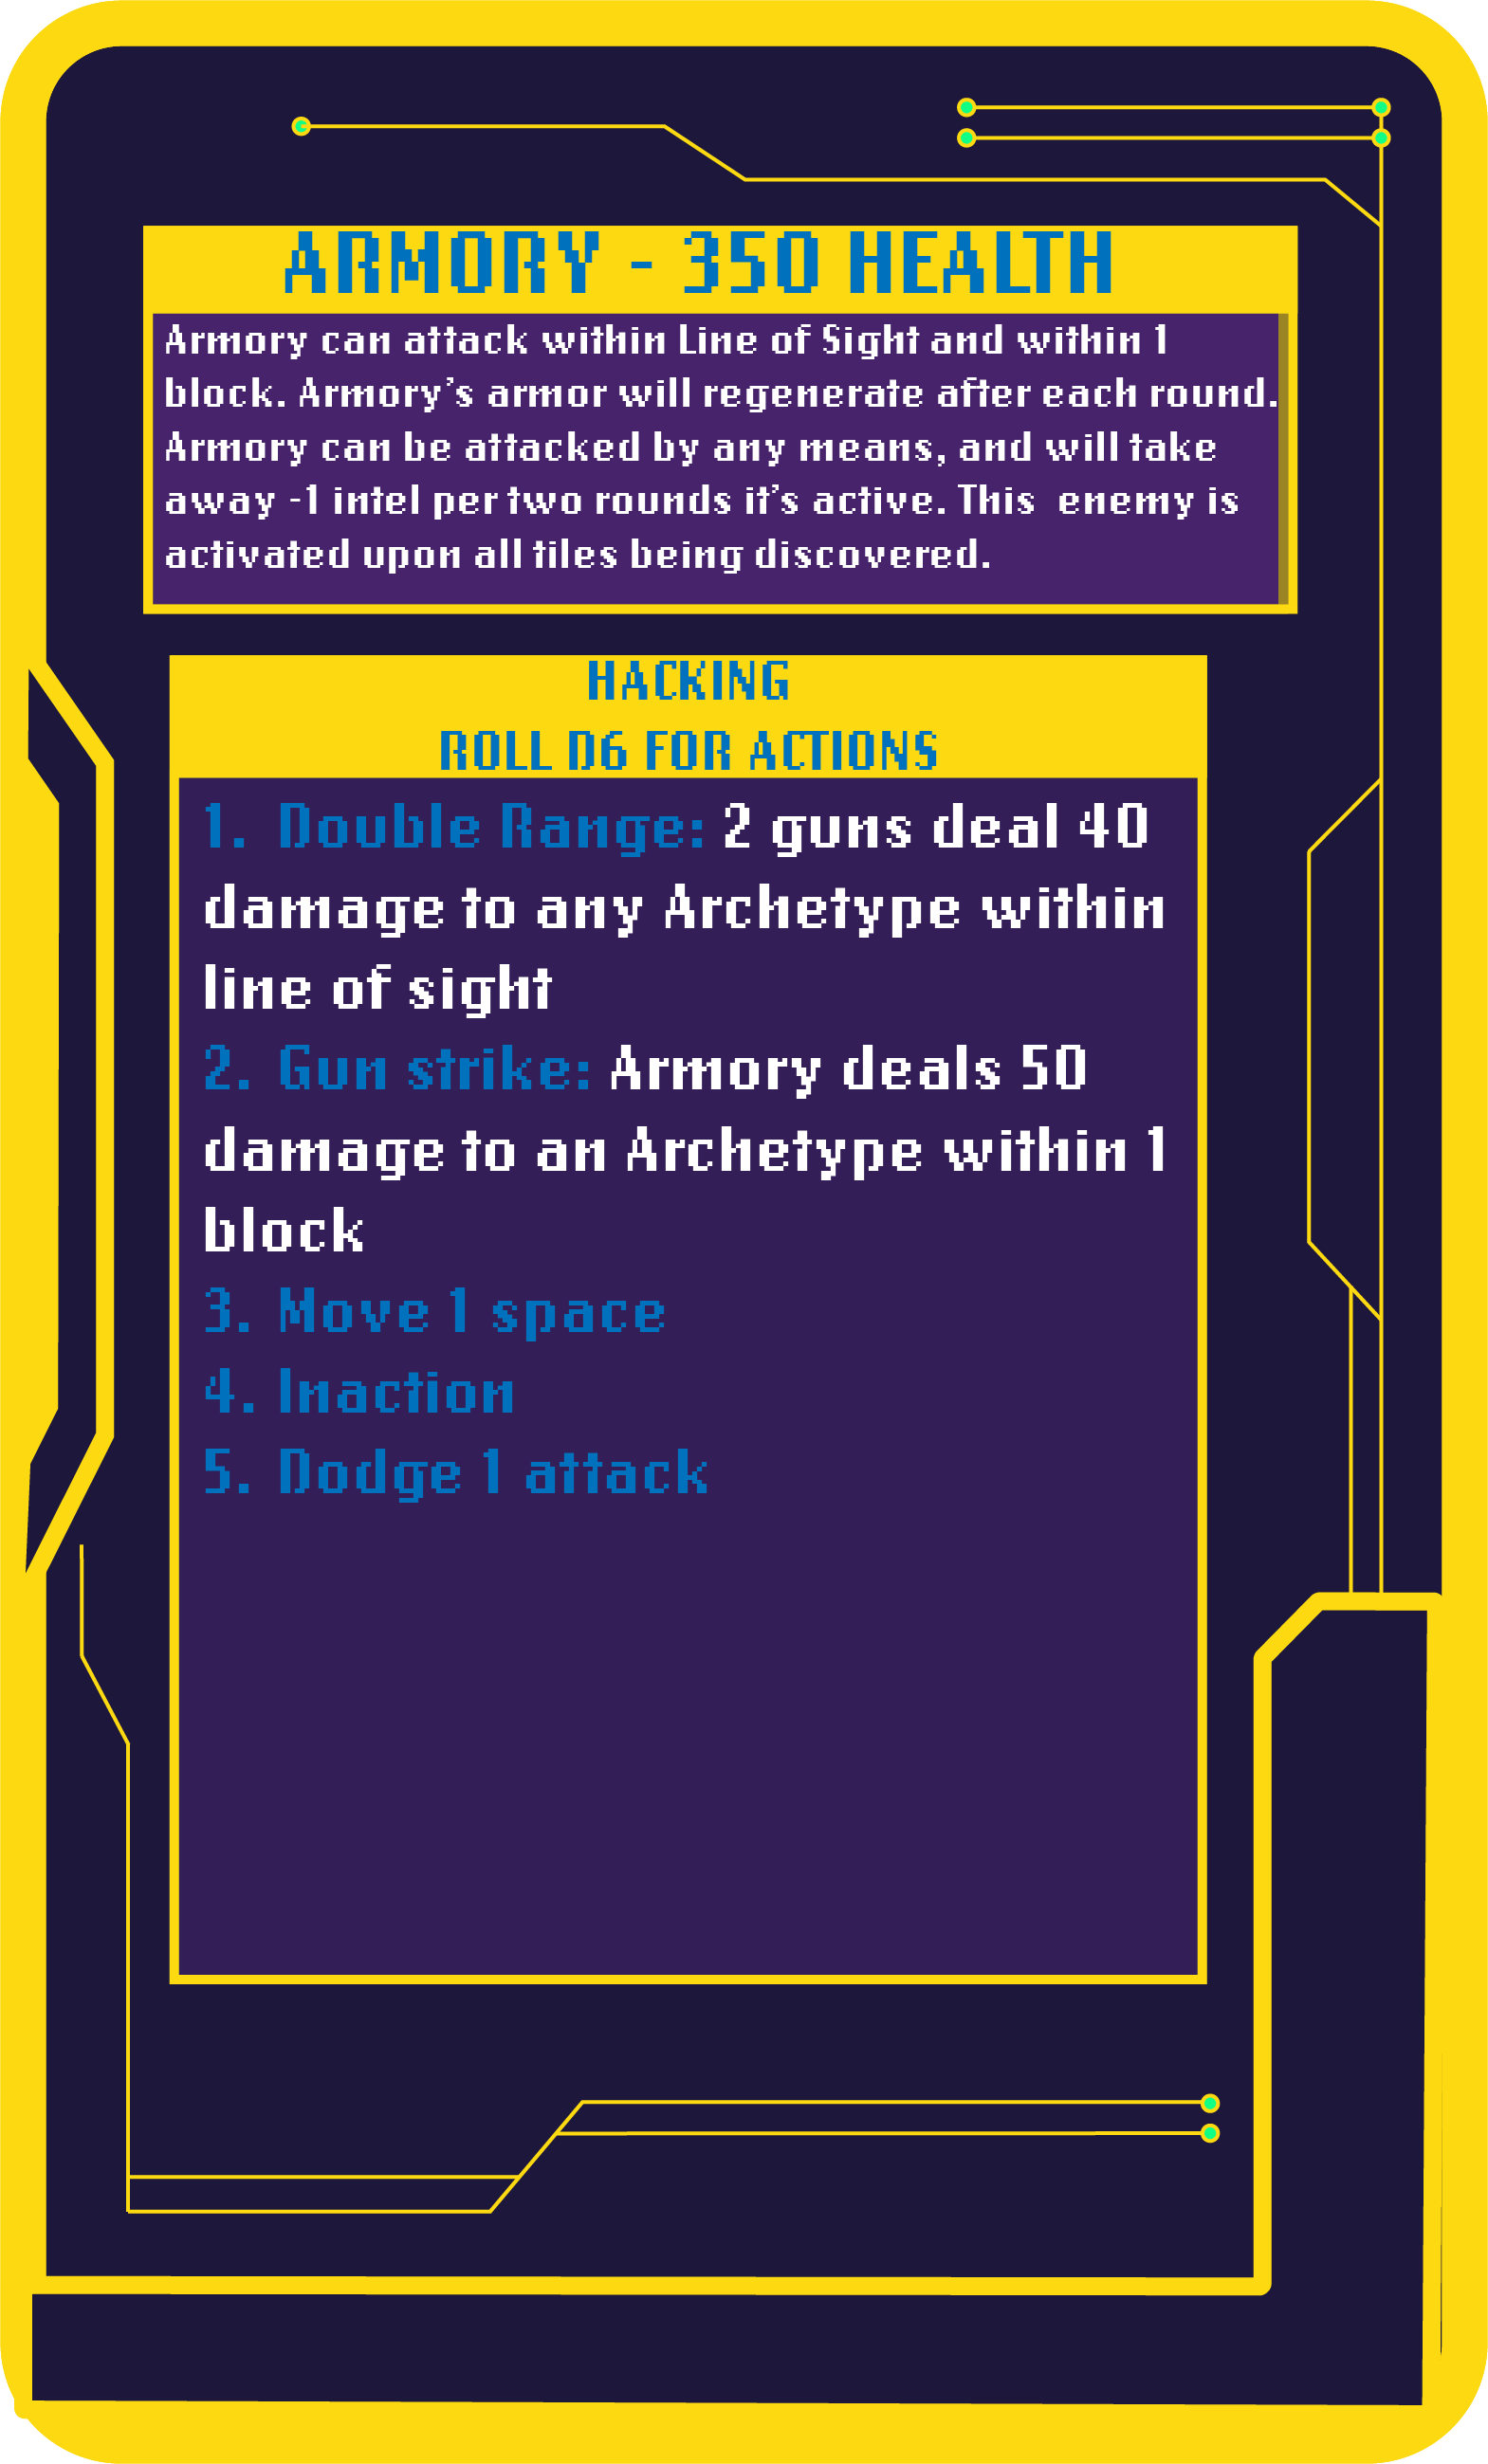 ARMORY - 350 HEALTH
Armory can attack within Line of Sight and within 1
block. Armory's armor will regenerate after each round.
Armory can be attacked by any means, and will take
away -1 intel per two rounds it's active. This  enemy is
activated upon all tiles being discovered.
HACKING
ROLL D6 FOR ACTIONS
1. Double Range: 2 guns deal 40
damage to any Archetype within
line of sight
2. Gun strike: Armory deals 50
damage to an Archetype within 1
block
3. Move 1 space
4. Inaction
5. Dodge 1 attack